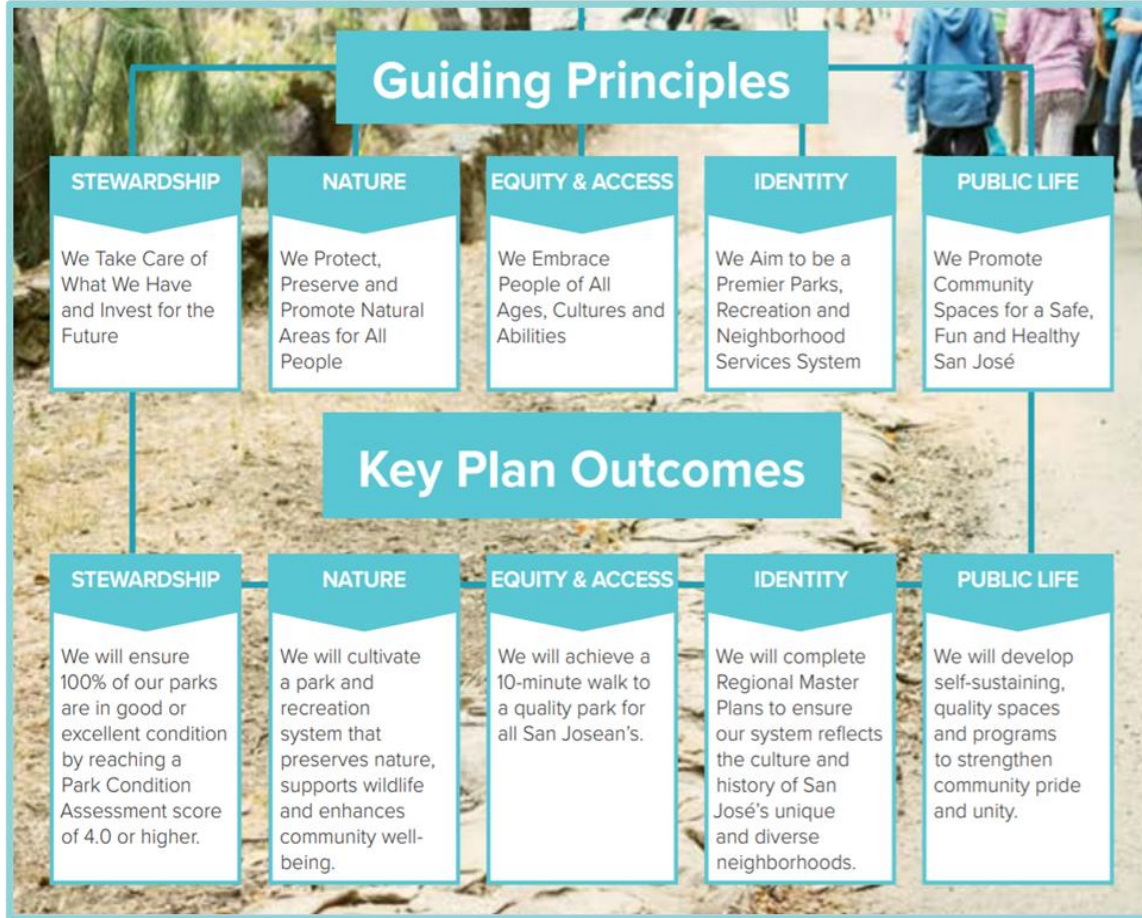 Guiding Principles
STEWARDSHIP
We Take Care of
What We Have
and Invest for the
Future
NATURE
We Protect,
Preserve and
Promote Natural
Areas for All
People
EQUITY & ACCESS
We Embrace
People of All
Ages, Cultures and
Abilities
IDENTITY
We Aim to be a
Premier Parks,
Recreation and
Neighborhood
Services System
PUBLIC LIFE
We Promote
Community
Spaces for a Safe,
Fun and Healthy
San José
Key Plan Outcomes
STEWARDSHIP
We will ensure
100% of our parks
are in good or
excellent condition
by reaching a
Park Condition
Assessment score
of 4.0 or higher.
NATURE
We will cultivate
a park and
recreation
system that
preserves nature,
supports wildlife
and enhances
community well-
being.
EQUITY & ACCESS
We will achieve a
10-minute walk to
a quality park for
all San Josean's.
IDENTITY
We will complete
Regional Master
Plans to ensure
our system reflects
the culture and
history of San
José's unique
and diverse
neighborhoods.
PUBLIC LIFE
We will develop
self-sustaining,
quality spaces
and programs
to strengthen
community pride
and unity.